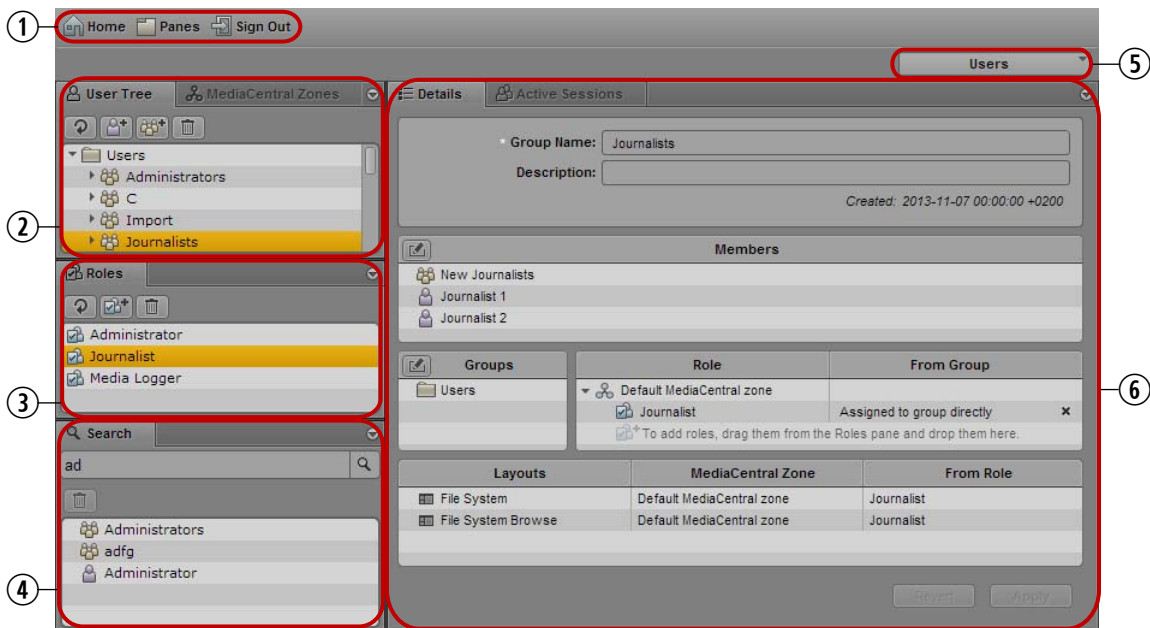 1
Home Panes Sign Out
Users
5
User Tree MediaCentral Zones
Users
Administrators
C
Import
Journalists
2
Roles
Administrator
Journalist
Media Logger
3
Search
ad
Administrators
adfg
Administrator
4
Details Active Sessions
* Group Name: Journalists
Description:
Created: 2013-11-07 00:00:00 +0200
Members
New Journalists
Journalist 1
Journalist 2
Groups Role From Group
Users Default MediaCentral zone
Journalist Assigned to group directly
To add roles, drag them from the Roles pane and drop them here.
6
Layouts MediaCentral Zone From Role
File System Default MediaCentral zone Journalist
File System Browse Default MediaCentral zone Journalist
Revert Apply